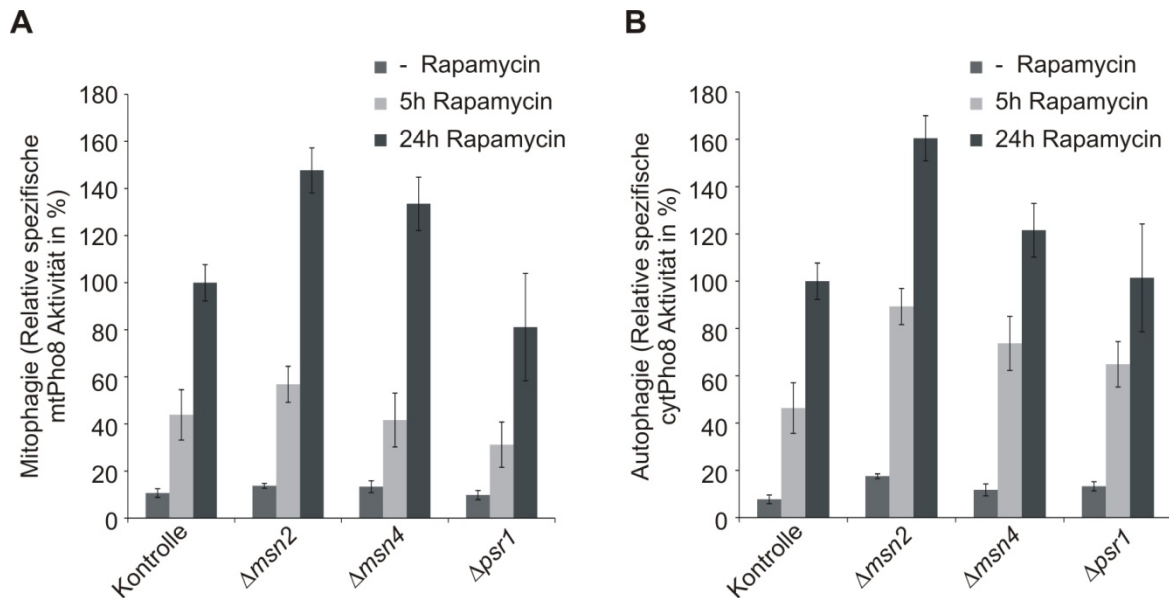 A
- Rapamycin
5h Rapamycin
24h Rapamycin
Mitophagie (Relative spezifische
mtPho8 Aktivität in %)
180
160
140
120
100
80
60
40
20
0
Kontrolle
Δmsn2
Δmsn4
Δpsr1
B
- Rapamycin
5h Rapamycin
24h Rapamycin
Autophagie (Relative spezifische
cytPho8 Aktivität in %)
180
160
140
120
100
80
60
40
20
0
Kontrolle
Δmsn2
Δmsn4
Δpsr1